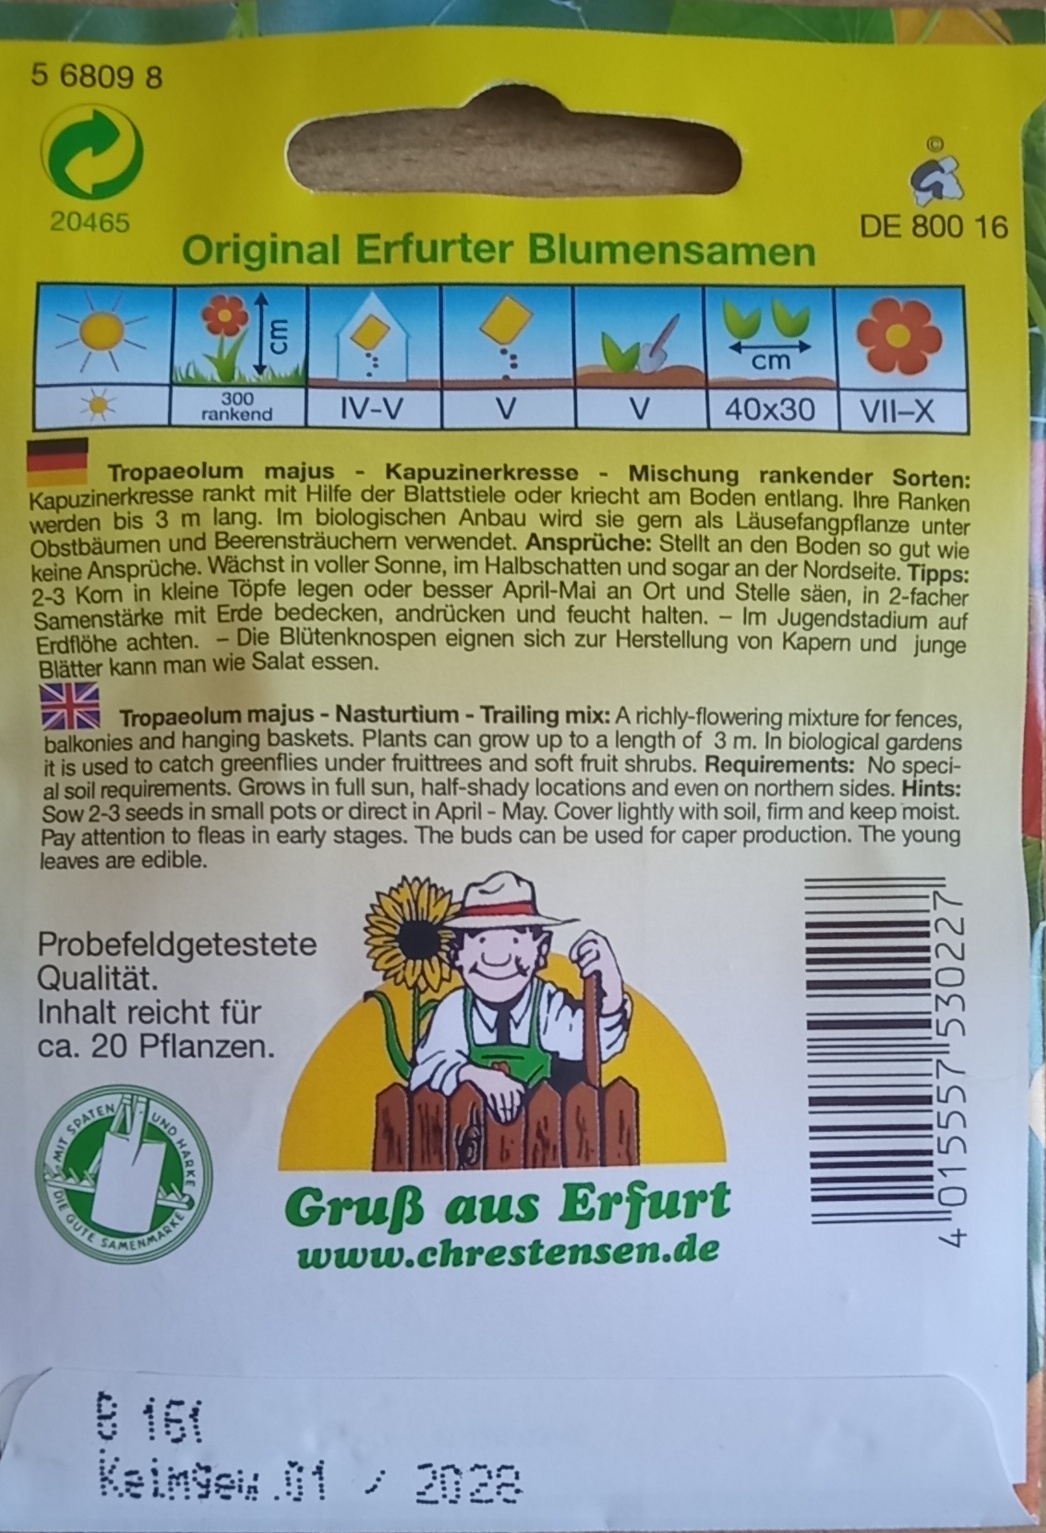 5 6809 8
20465
©
DE 800 16
Original Erfurter Blumensamen
cm
cm
300
rankend
IV-V
V
V
40x30
VII–X
Tropaeolum majus - Kapuzinerkresse - Mischung rankender Sorten:
Kapuzinerkresse rankt mit Hilfe der Blattstiele oder kriecht am Boden entlang. Ihre Ranken
werden bis 3 m lang. Im biologischen Anbau wird sie gern als Läusefangpflanze unter
Obstbäumen und Beerensträuchern verwendet. Ansprüche: Stellt an den Boden so gut wie
keine Ansprüche. Wächst in voller Sonne, im Halbschatten und sogar an der Nordseite. Tipps:
2-3 Korn in kleine Töpfe legen oder besser April-Mai an Ort und Stelle säen, in 2-facher
Samenstärke mit Erde bedecken, andrücken und feucht halten. – Im Jugendstadium auf
Erdflöhe achten. – Die Blütenknospen eignen sich zur Herstellung von Kapern und junge
Blätter kann man wie Salat essen.
Tropaeolum majus - Nasturtium - Trailing mix: A richly-flowering mixture for fences,
balkonies and hanging baskets. Plants can grow up to a length of 3 m. In biological gardens
it is used to catch greenflies under fruittrees and soft fruit shrubs. Requirements: No speci-
al soil requirements. Grows in full sun, half-shady locations and even on northern sides. Hints:
Sow 2-3 seeds in small pots or direct in April - May. Cover lightly with soil, firm and keep moist.
Pay attention to fleas in early stages. The buds can be used for caper production. The young
leaves are edible.
Probefeldgetestete
Qualität.
Inhalt reicht für
ca. 20 Pflanzen.
MIT SPATEN UND HARKE
DIE GUTE SAMENMARKE
Gruß aus Erfurt
www.chrestensen.de
4 015557 530227
B 161
Keimgew.01 / 2028